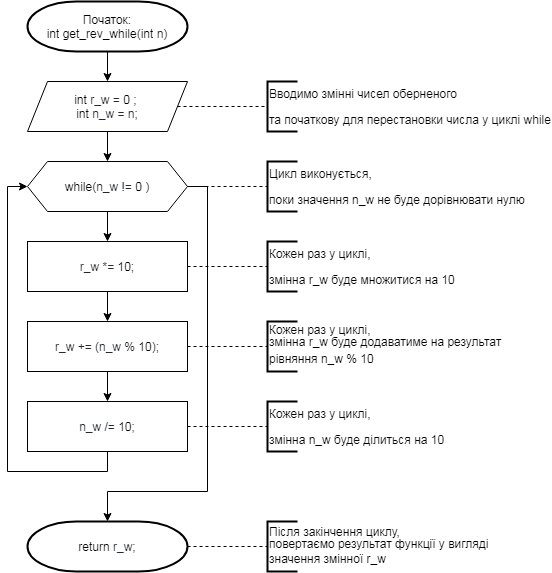 Початок:
int get_rev_while(int n)
int r_w = 0 ;
int n_w = n;
Вводимо змінні чисел оберненого
та початкову для перестановки числа у циклі while
while(n_w != 0 )
Цикл виконується,
поки значення n_w не буде дорівнювати нулю
r_w *= 10;
Кожен раз у циклі,
змінна r_w буде множитися на 10
r_w += (n_w % 10);
Кожен раз у циклі,
змінна r_w буде додаватиме на результат
рівняння n_w % 10
n_w /= 10;
Кожен раз у циклі,
змінна n_w буде ділиться на 10
return r_w;
Після закінчення циклу,
повертаємо результат функції у вигляді
значення змінної r_w